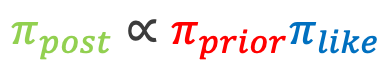 π_post ∝ π_prior π_like